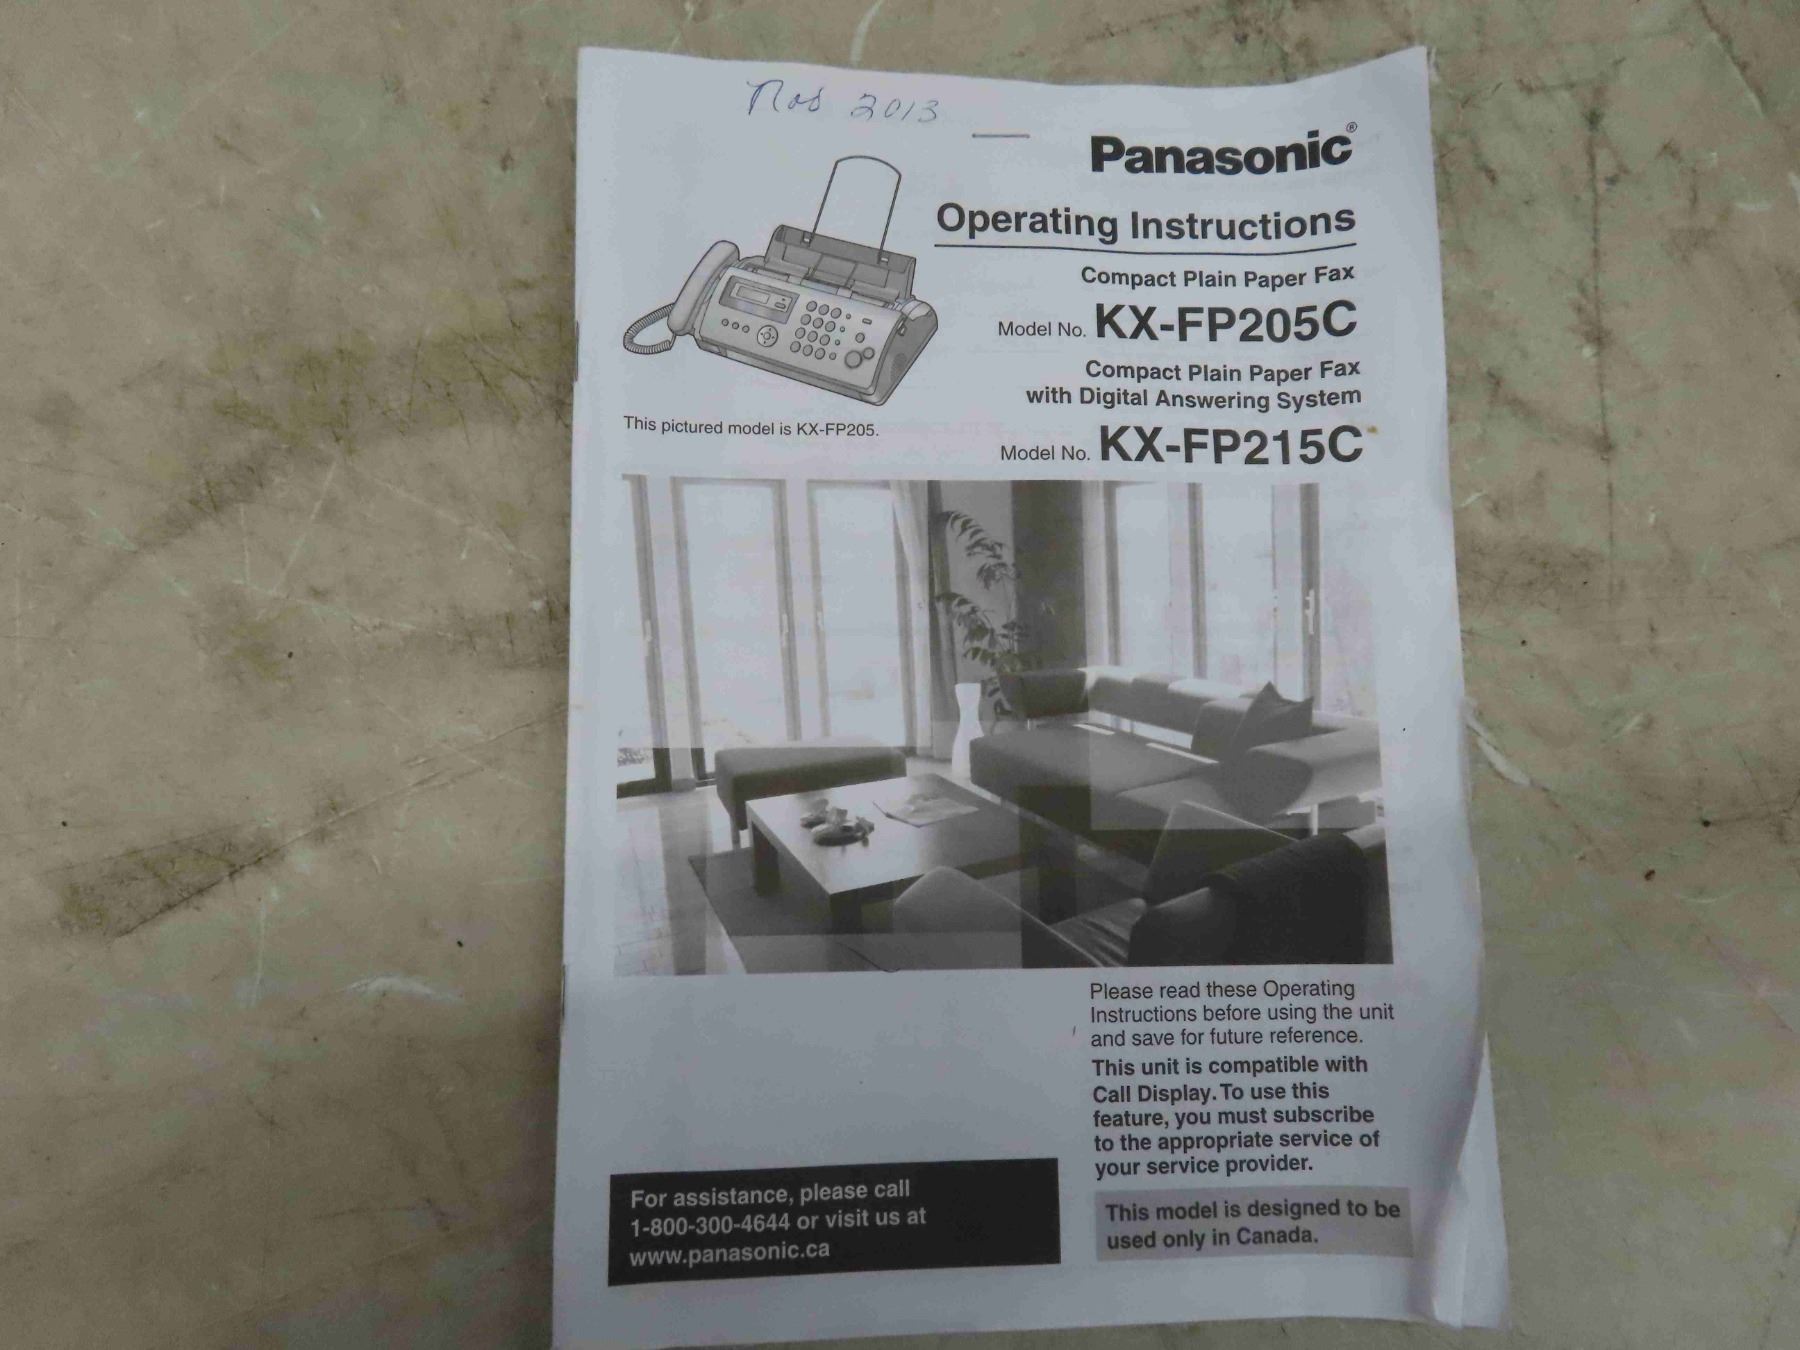 Nov 2013
Panasonic®
Operating Instructions
Compact Plain Paper Fax
Model No. KX-FP205C
Compact Plain Paper Fax
with Digital Answering System
Model No. KX-FP215C
This pictured model is KX-FP205.
Please read these Operating
Instructions before using the unit
and save for future reference.
This unit is compatible with
Call Display. To use this
feature, you must subscribe
to the appropriate service of
your service provider.
For assistance, please call
1-800-300-4644 or visit us at
www.panasonic.ca
This model is designed to be
used only in Canada.